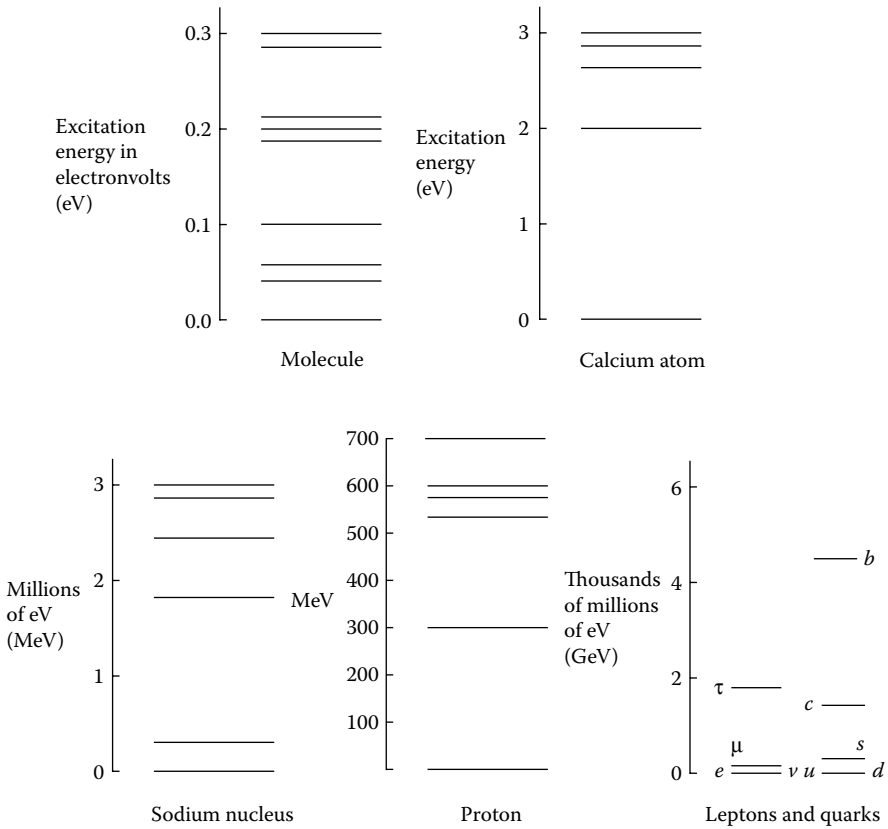 0.3
0.2
0.1
0.0
Excitation
energy in
electronvolts
(eV)
Molecule
3
2
1
0
Excitation
energy
(eV)
Calcium atom
3
2
1
0
Millions
of eV
(MeV)
Sodium nucleus
700
600
500
400
300
200
100
MeV
Proton
6
4
2
0
Thousands
of millions
of eV
(GeV)
b
τ
c
μ
s
e
ν u
d
Leptons and quarks